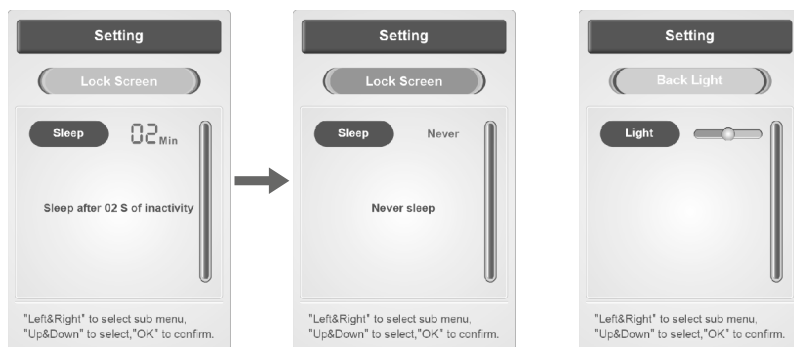 Setting
Lock Screen
Sleep
02 Min
Sleep after 02 S of inactivity
"Left&Right" to select sub menu,
"Up&Down" to select,"OK" to confirm.
Setting
Lock Screen
Sleep
Never
Never sleep
"Left&Right" to select sub menu,
"Up&Down" to select,"OK" to confirm.
Setting
Back Light
Light
"Left&Right" to select sub menu,
"Up&Down" to select,"OK" to confirm.